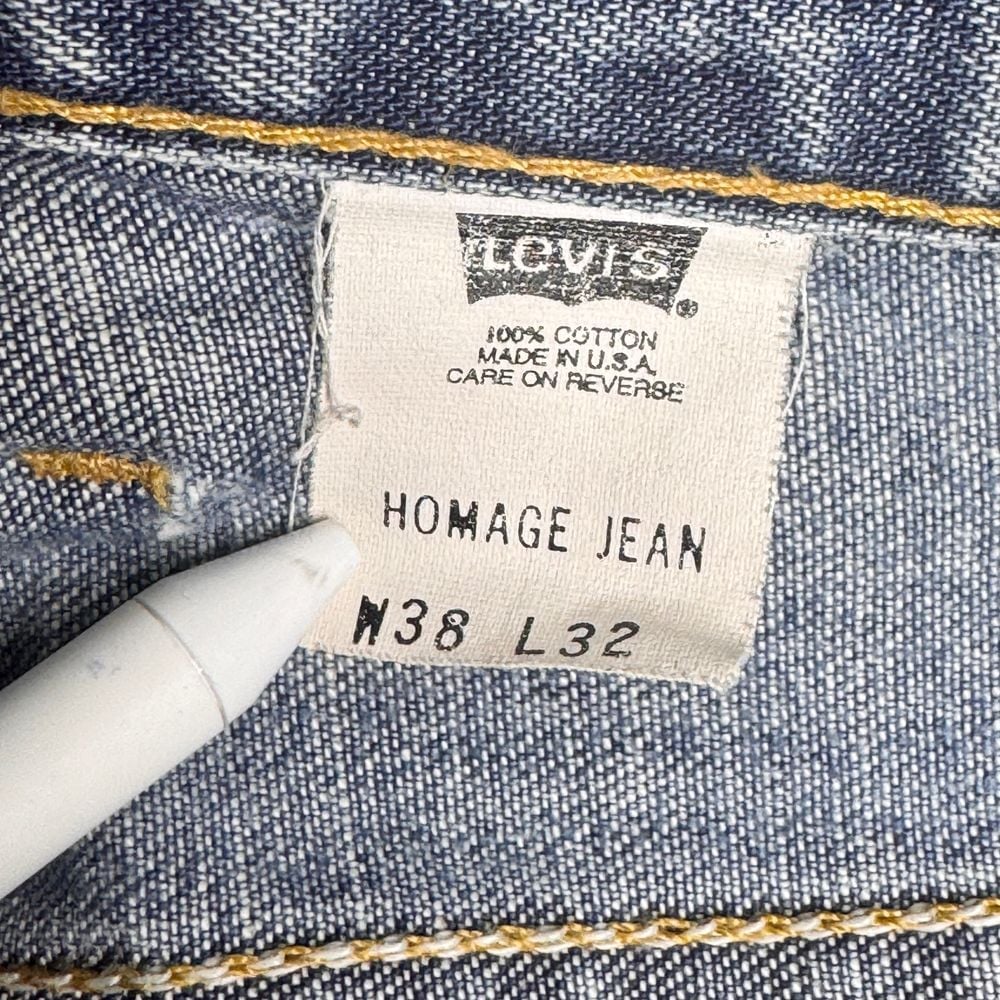 LEVI'S
®
100% COTTON
MADE IN U.S.A.
CARE ON REVERSE
HOMAGE JEAN
W38 L32